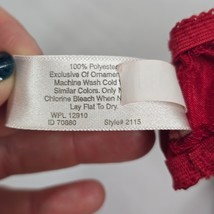 100% Polyester
Exclusive Of Ornamen
Machine Wash Cold
Similar Colors. Only N
Chlorine Bleach When N
Lay Flat To Dry.
WPL 12910
ID 70880 Style# 2115